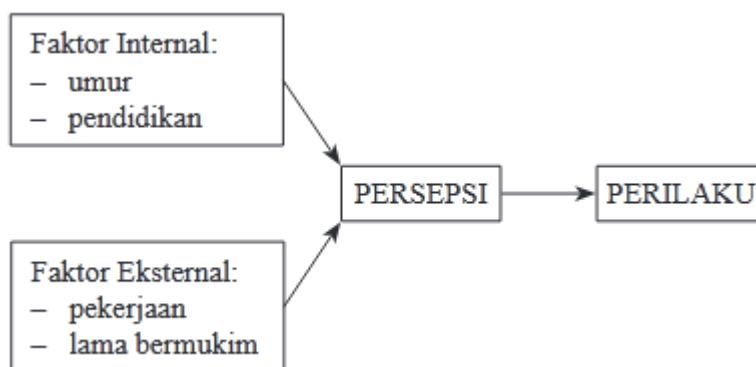 Faktor Internal:
– umur
– pendidikan
PERSEPSI
PERILAKU
Faktor Eksternal:
– pekerjaan
– lama bermukim